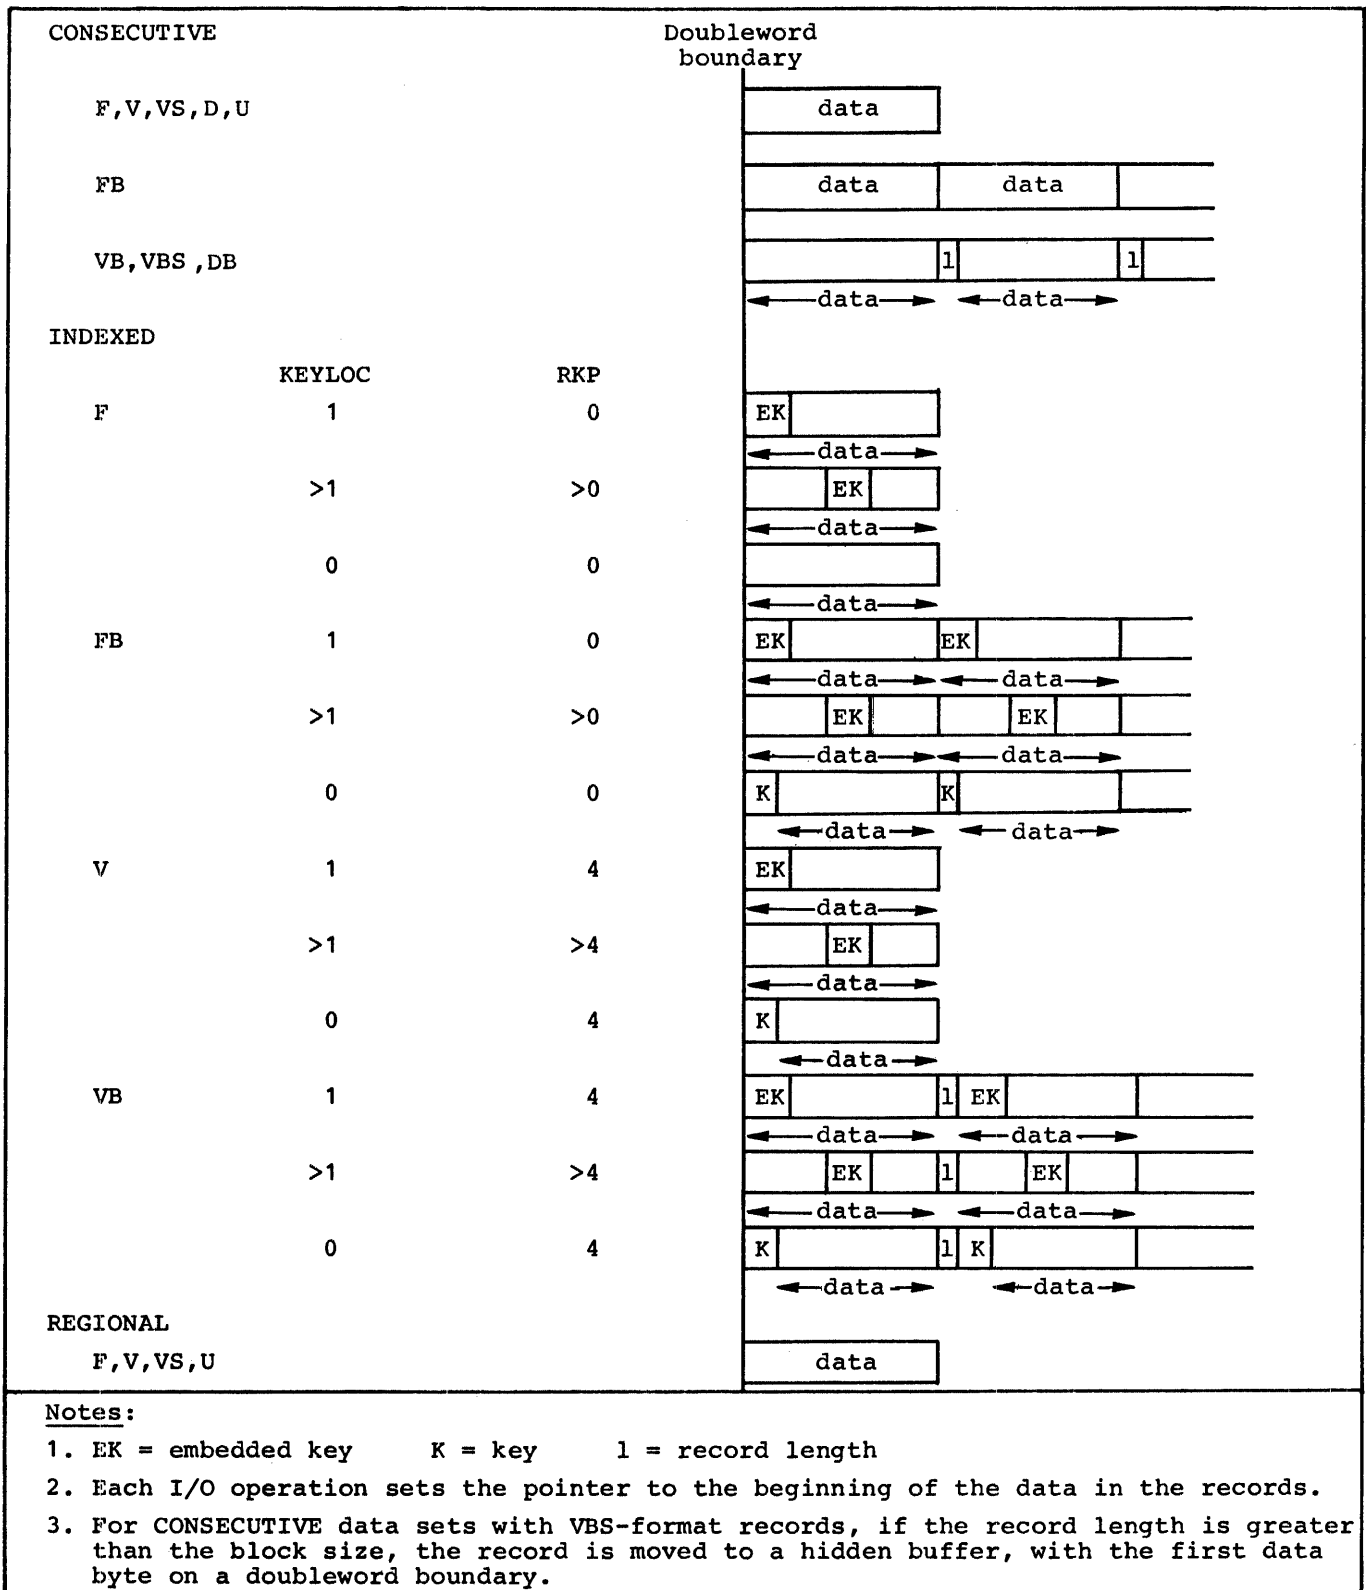 CONSECUTIVE
Doubleword
boundary
F,V,VS,D,U
data
FB
data data
VB,VBS ,DB
l l
data data
INDEXED
KEYLOC RKP
F 1 0
EK
data
>1 >0
EK
data
0 0
data
FB 1 0
EK EK
data data
>1 >0
EK EK
data data
0 0
K K
data data
V 1 4
EK
data
>1 >4
EK
data
0 4
K
data
VB 1 4
EK l EK
data data
>1 >4
EK l EK
data data
0 4
K l K
data data
REGIONAL
F,V,VS,U
data
Notes:
1. EK = embedded key K = key l = record length
2. Each I/O operation sets the pointer to the beginning of the data in the records.
3. For CONSECUTIVE data sets with VBS-format records, if the record length is greater
than the block size, the record is moved to a hidden buffer, with the first data
byte on a doubleword boundary.